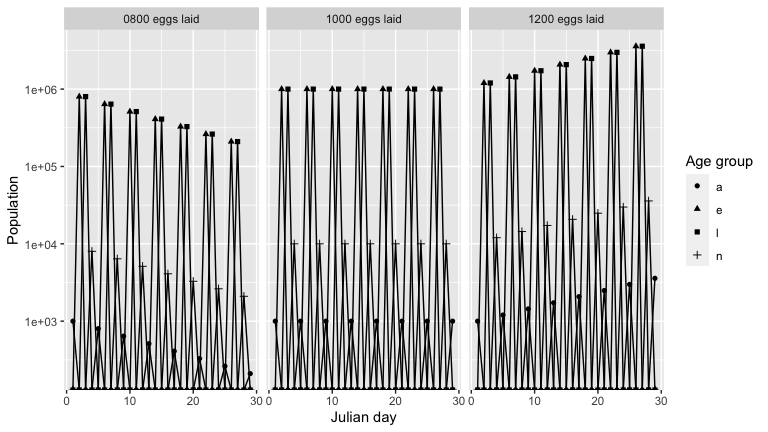 0800 eggs laid 1000 eggs laid 1200 eggs laid
1e+06
1e+05
1e+04
1e+03
Population
0 10 20 30 0 10 20 30 0 10 20 30
Julian day
Age group
a
e
l
n